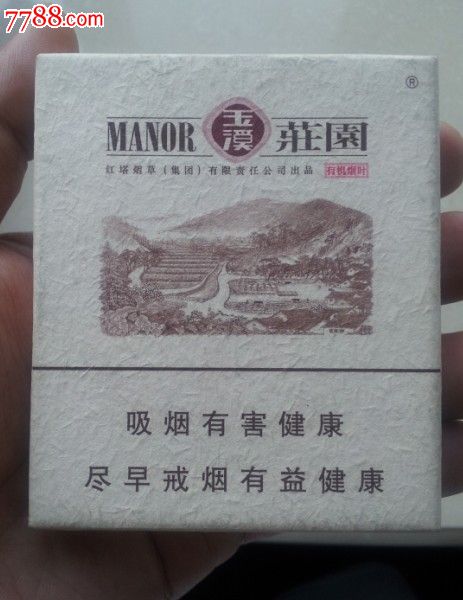 7788.com
®
MANOR 玉溪 莊園
红塔烟草(集团)有限责任公司出品 有机烟叶
吸烟有害健康
尽早戒烟有益健康